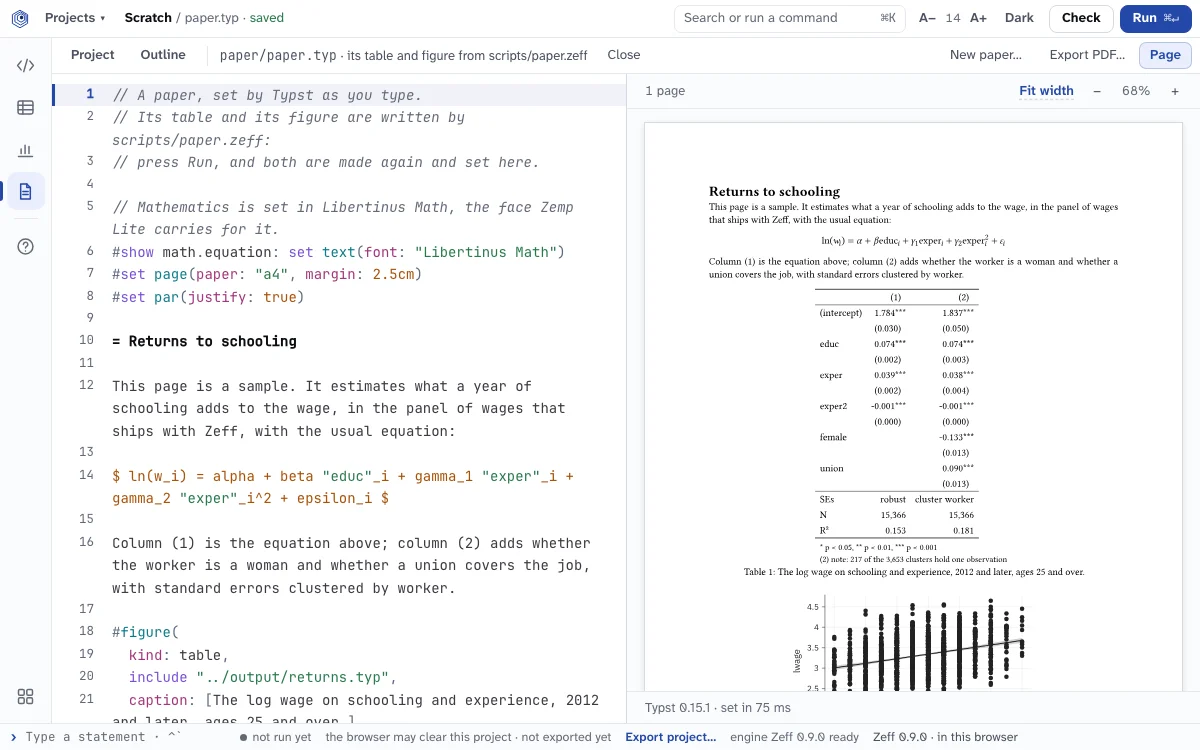 Projects ▾ Scratch / paper.typ · saved Search or run a command ⌘K A– 14 A+ Dark Check Run ⌘↵
Project Outline paper/paper.typ · its table and figure from scripts/paper.zeff Close New paper... Export PDF... Page
1 // A paper, set by Typst as you type.
2 // Its table and its figure are written by
scripts/paper.zeff:
3 // press Run, and both are made again and set here.
4
5 // Mathematics is set in Libertinus Math, the face Zemp
Lite carries for it.
6 #show math.equation: set text(font: "Libertinus Math")
7 #set page(paper: "a4", margin: 2.5cm)
8 #set par(justify: true)
9
10 = Returns to schooling
11
12 This page is a sample. It estimates what a year of
schooling adds to the wage, in the panel of wages that
ships with Zeff, with the usual equation:
13
14 $ ln(w_i) = alpha + beta "educ"_i + gamma_1 "exper"_i +
gamma_2 "exper"_i^2 + epsilon_i $
15
16 Column (1) is the equation above; column (2) adds whether
the worker is a woman and whether a union covers the job,
with standard errors clustered by worker.
17
18 #figure(
19 kind: table,
20 include "../output/returns.typ",
21 caption: [The log wage on schooling and experience, 2012
and later, ages 25 and over.]
1 page Fit width – 68% +
Returns to schooling
This page is a sample. It estimates what a year of schooling adds to the wage, in the panel of wages
that ships with Zeff, with the usual equation:
ln(wᵢ) = α + βeducᵢ + γ₁experᵢ + γ₂experᵢ² + εᵢ
Column (1) is the equation above; column (2) adds whether the worker is a woman and whether a
union covers the job, with standard errors clustered by worker.
(1) (2)
(intercept) 1.784*** 1.837***
(0.030) (0.050)
educ 0.074*** 0.074***
(0.002) (0.003)
exper 0.039*** 0.038***
(0.002) (0.004)
exper2 -0.001*** -0.001***
(0.000) (0.000)
female -0.133***
(0.013)
union 0.090***
(0.013)
SEs robust cluster worker
N 15,366 15,366
R² 0.153 0.181
* p < 0.05, ** p < 0.01, *** p < 0.001
(2) note: 217 of the 3,653 clusters hold one observation
Table 1: The log wage on schooling and experience, 2012 and later, ages 25 and over.
4.5
4
3.5
3
2.5
lwage
Typst 0.15.1 · set in 75 ms
› Type a statement · ^` ● not run yet the browser may clear this project · not exported yet Export project... engine Zeff 0.9.0 ready Zeff 0.9.0 · in this browser